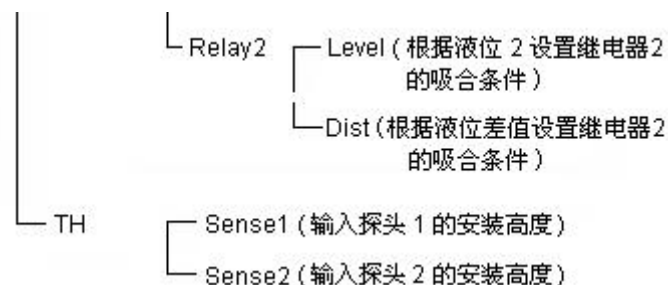 Relay2 Level (根据液位 2 设置继电器2
的吸合条件)
Dist (根据液位差值设置继电器2
的吸合条件)
TH Sense1 (输入探头 1 的安装高度)
Sense2 (输入探头 2 的安装高度)